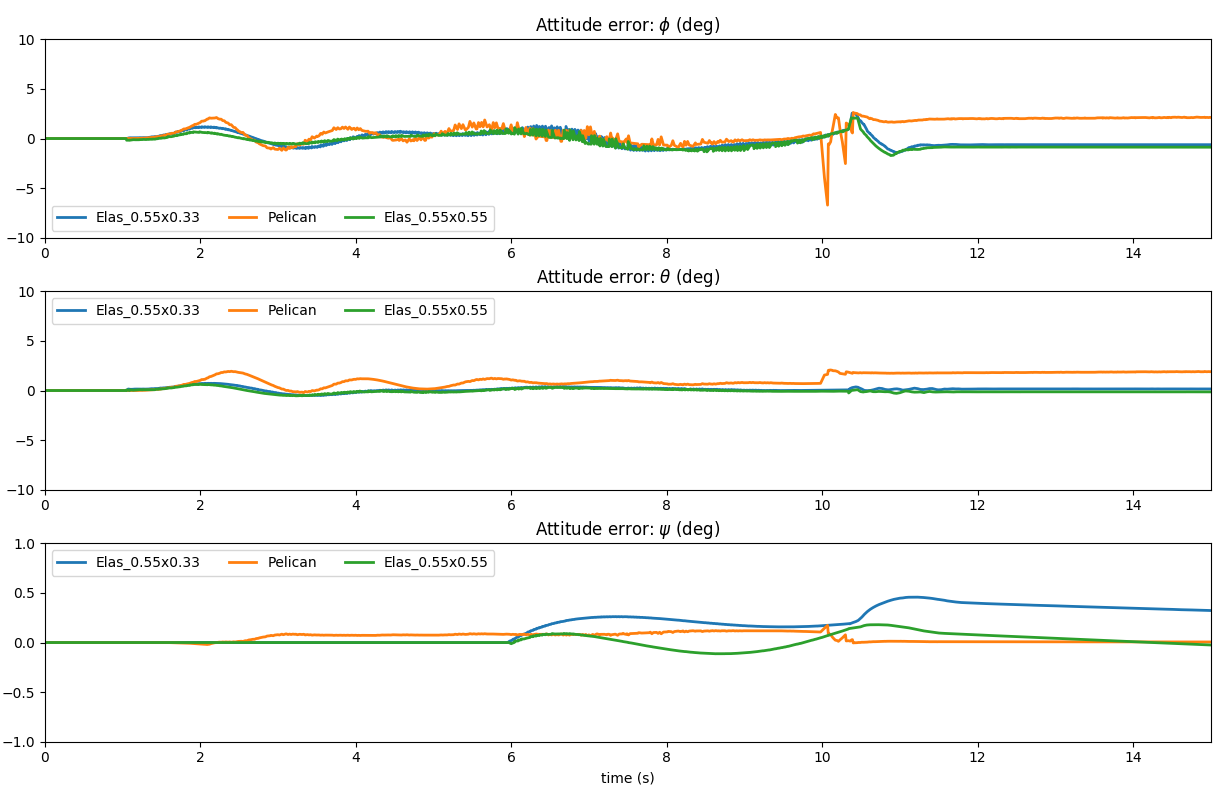 Attitude error: ϕ (deg)
10
5
0
−5
−10
Elas_0.55x0.33 Pelican Elas_0.55x0.55
0 2 4 6 8 10 12 14
Attitude error: θ (deg)
10
5
0
−5
−10
Elas_0.55x0.33 Pelican Elas_0.55x0.55
0 2 4 6 8 10 12 14
Attitude error: ψ (deg)
1.0
0.5
0.0
−0.5
−1.0
Elas_0.55x0.33 Pelican Elas_0.55x0.55
0 2 4 6 8 10 12 14
time (s)